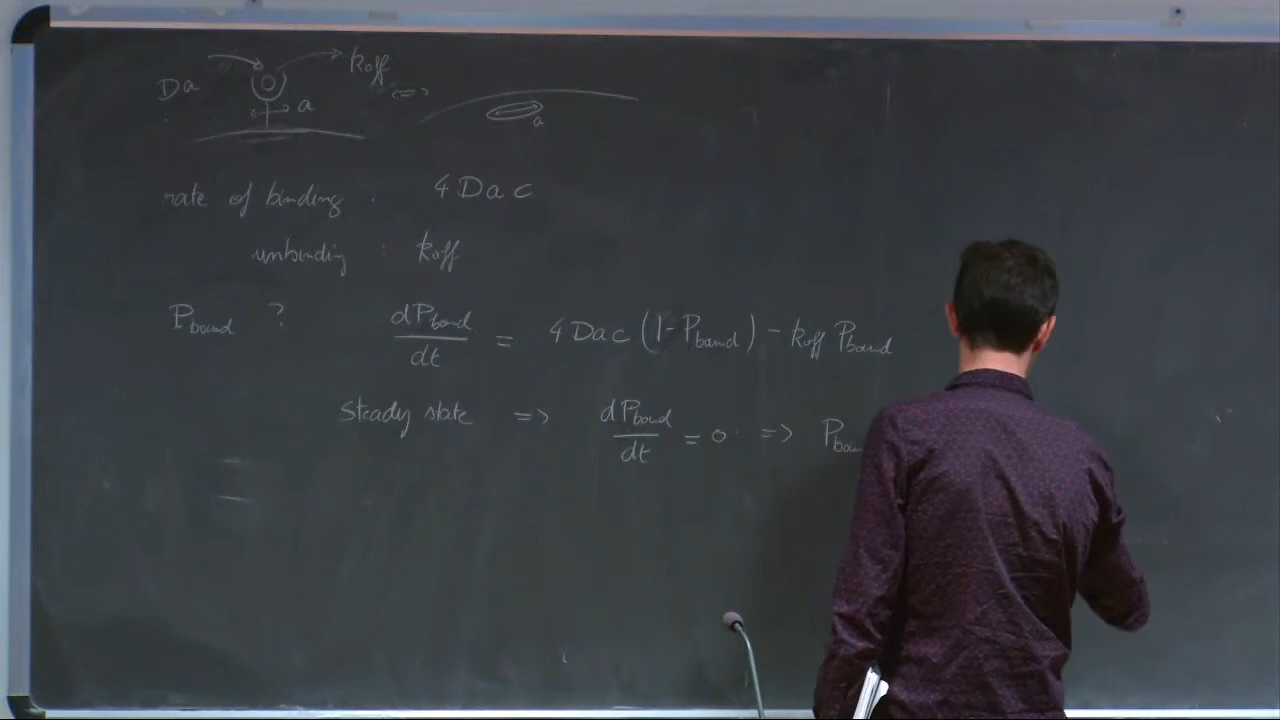 Da
koff
a
<=>
a
rate of binding : 4Dac
unbinding : koff
Pbound ? dPbound/dt = 4Dac (1-Pbound) - koff Pbound
Steady state => dPbound/dt = 0 => Pbou